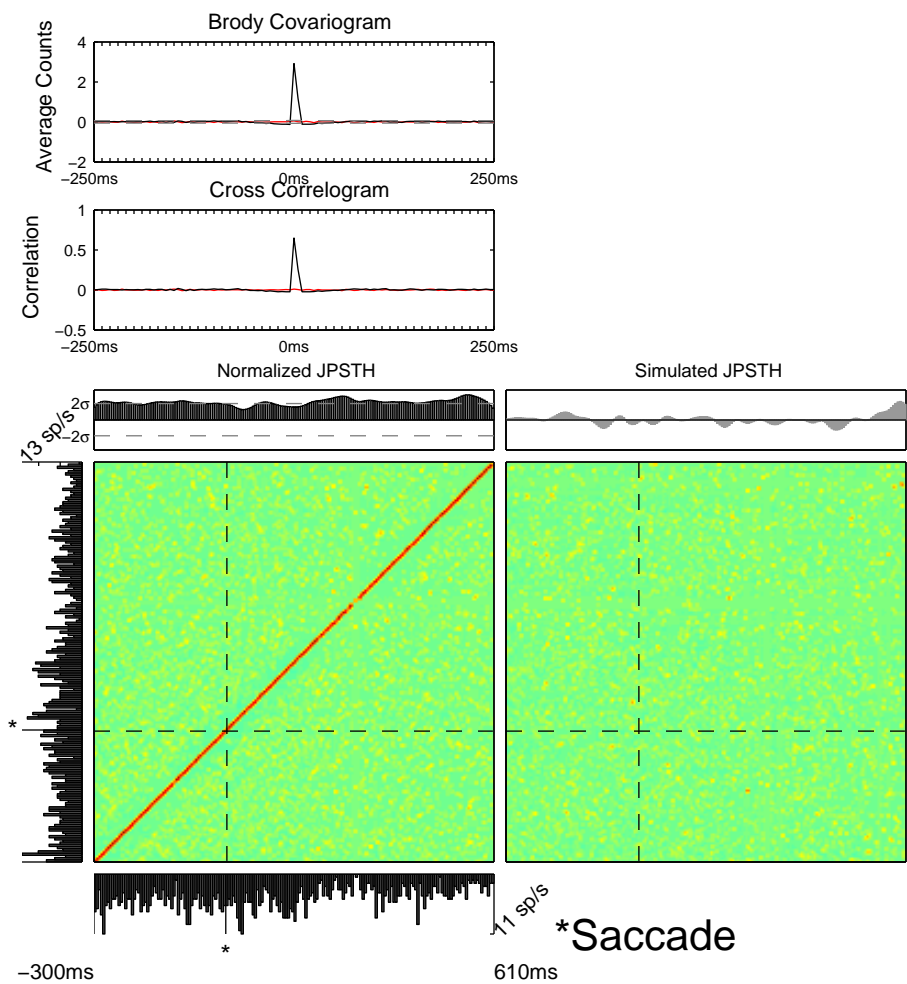 Brody Covariogram
Average Counts
4
2
0
−2
−250ms
0ms
250ms
Cross Correlogram
Correlation
1
0.5
0
−0.5
−250ms
0ms
250ms
Normalized JPSTH
Simulated JPSTH
2σ
−2σ
13 sp/s
*
11 sp/s
*
*Saccade
−300ms
610ms